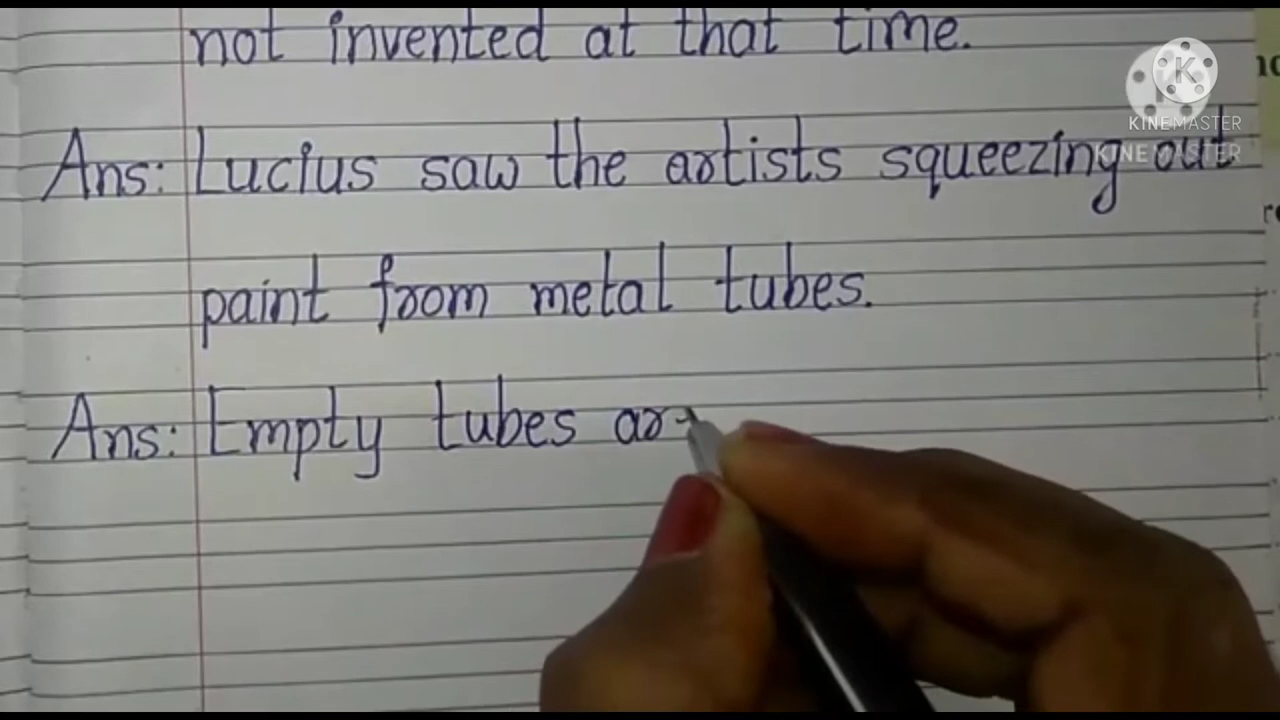 not invented at that time.
KINEMASTER
Ans: Lucius saw the artists squeezing out
KINEMASTER
paint from metal tubes.
Ans: Empty tubes ar